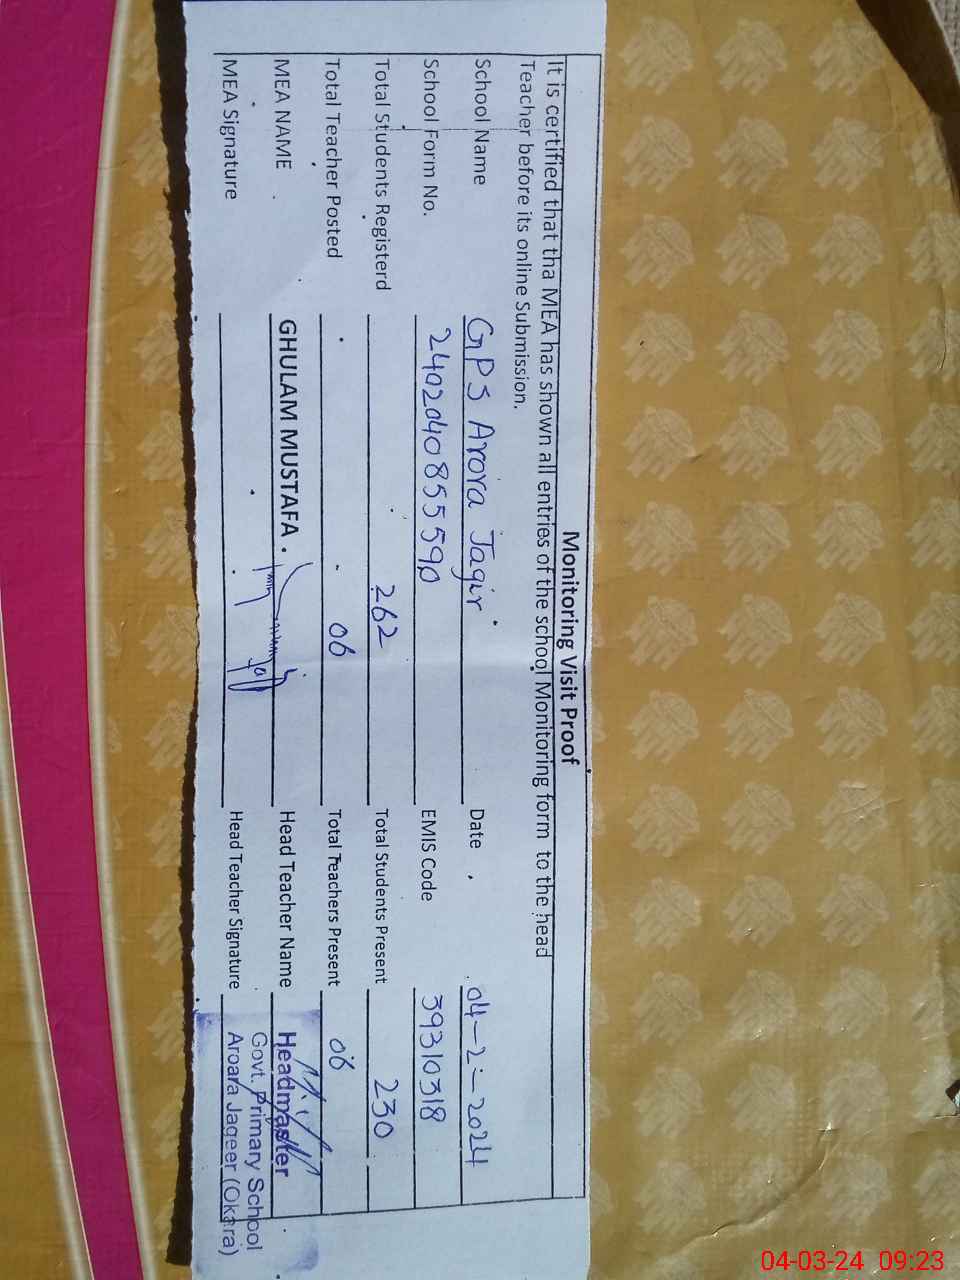 Monitoring Visit Proof
It is certified that tha MEA has shown all entries of the school Monitoring form to the head
Teacher before its online Submission.
School Name GPS Arora Jagir Date 04-2-2024
School Form No. 2402040855590 EMIS Code 39310318
Total Students Registerd 262 Total Students Present 230
Total Teacher Posted 06 Total Teachers Present 06
MEA NAME GHULAM MUSTAFA Head Teacher Name Headmaster
Govt. Primary School
MEA Signature Head Teacher Signature Aroara Jageer (Okara)
04-03-24 09:23